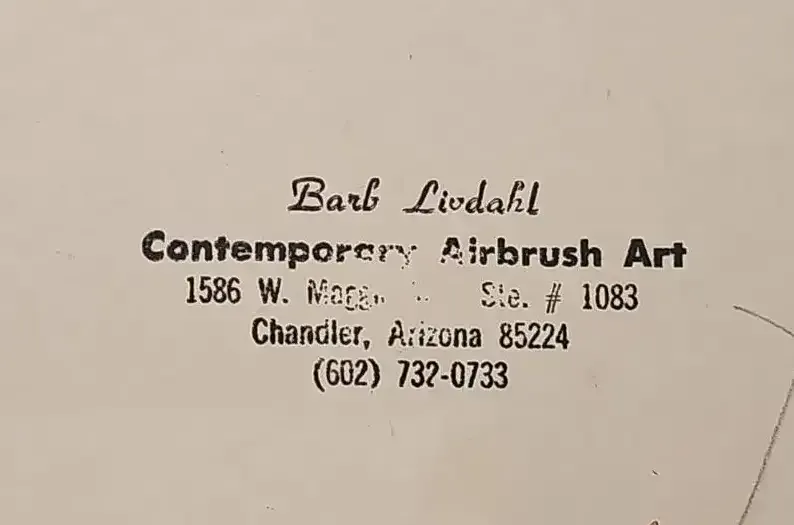 Barb Livdahl
Contemporary Airbrush Art
1586 W. Ste. # 1083
Chandler, Arizona 85224
(602) 732-0733